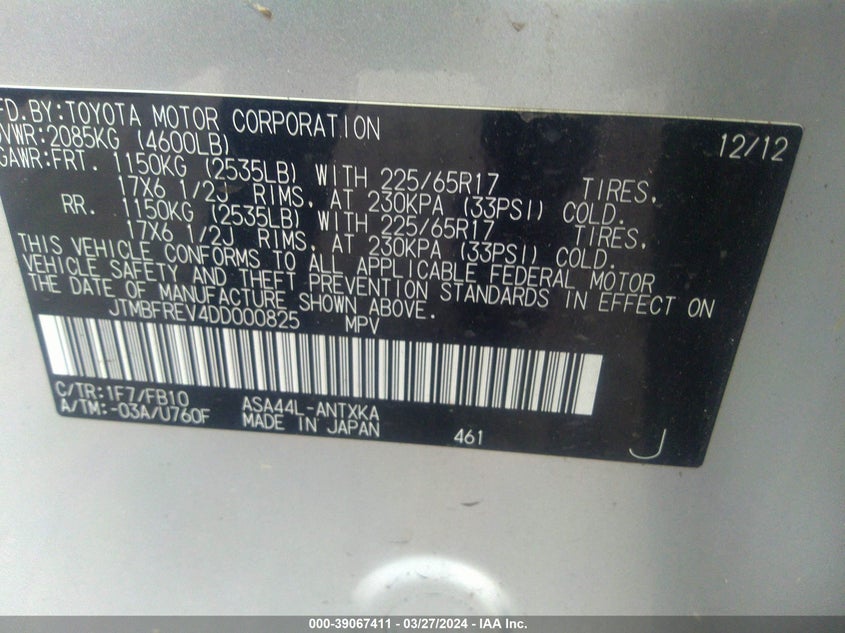 FD. BY:TOYOTA MOTOR CORPORATION 12/12
VWR:2085KG (4600LB)
GAWR:FRT. 1150KG (2535LB) WITH 225/65R17 TIRES,
17X6 1/2J RIMS, AT 230KPA (33PSI) COLD.
RR. 1150KG (2535LB) WITH 225/65R17 TIRES,
17X6 1/2J RIMS, AT 230KPA (33PSI) COLD.
THIS VEHICLE CONFORMS TO ALL APPLICABLE FEDERAL MOTOR
VEHICLE SAFETY AND THEFT PREVENTION STANDARDS IN EFFECT ON
THE DATE OF MANUFACTURE SHOWN ABOVE.
JTMBFREV4DD000825 MPV
C/TR:1F7/FB10 ASA44L-ANTXKA
A/TM:-03A/U760F MADE IN JAPAN 461 J
000-39067411 - 03/27/2024 - IAA Inc.